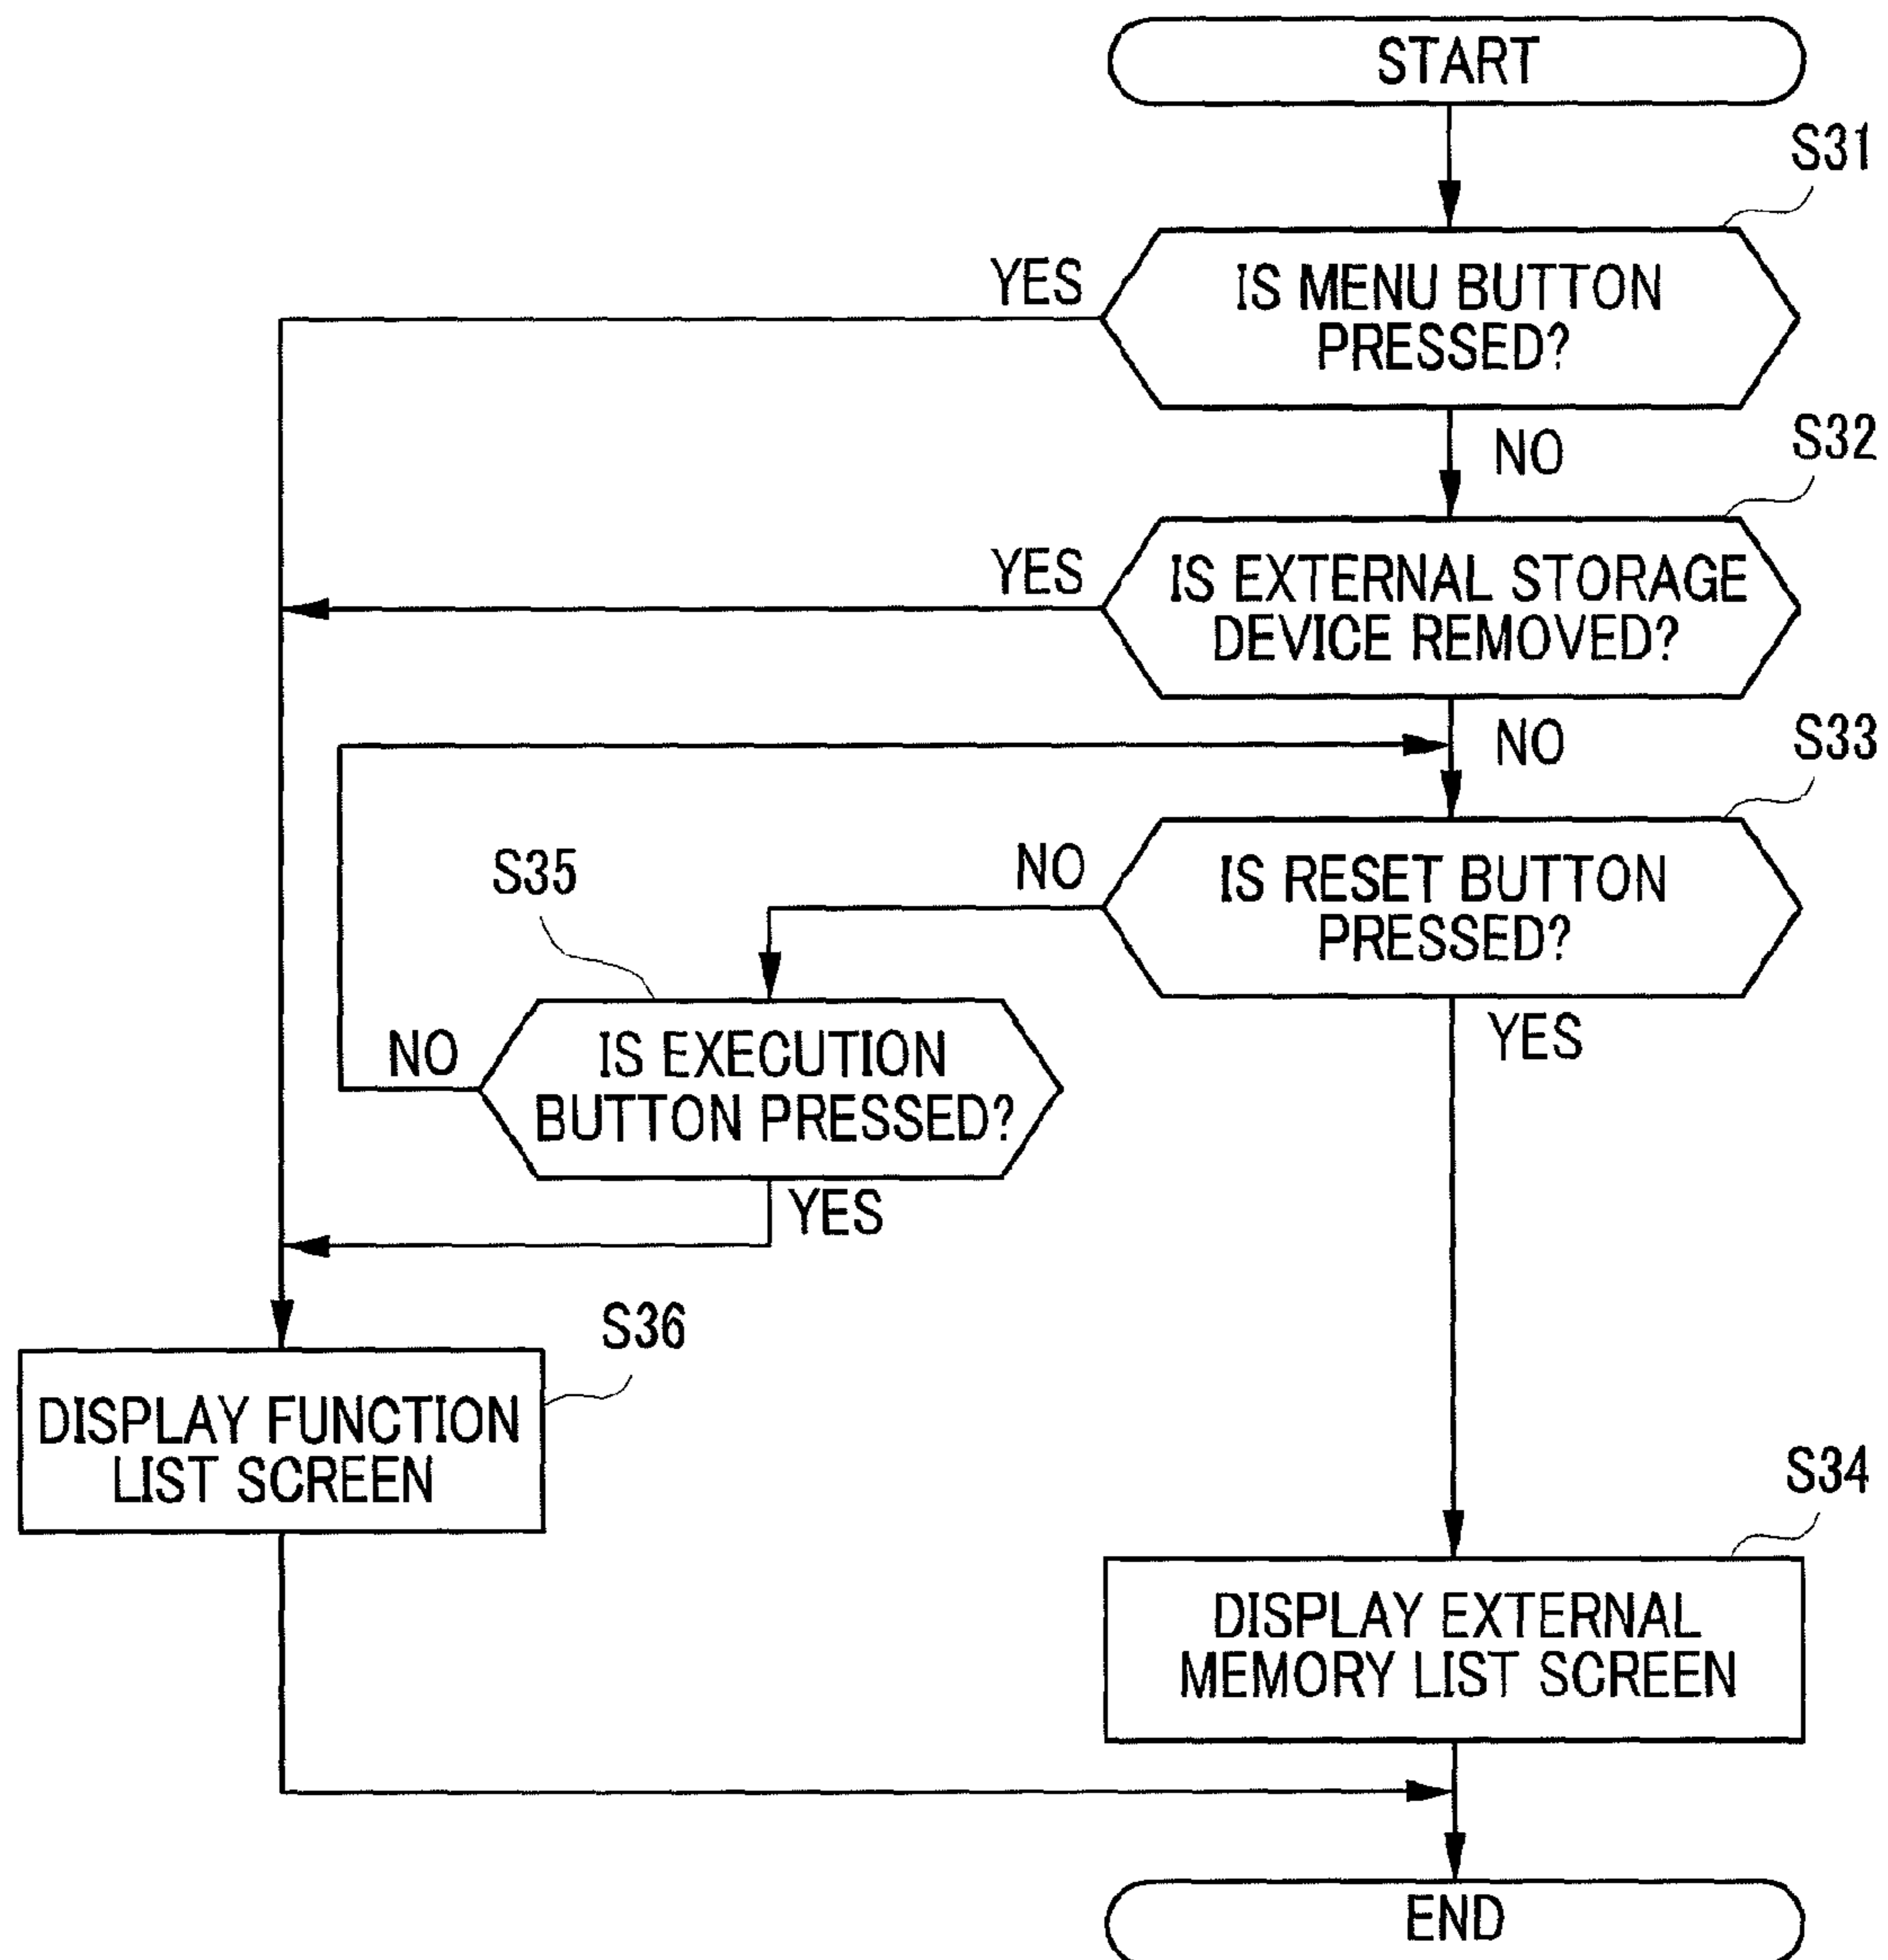 START
S31
YES
IS MENU BUTTON
PRESSED?
NO
S32
YES
IS EXTERNAL STORAGE
DEVICE REMOVED?
NO
S33
NO
IS RESET BUTTON
PRESSED?
YES
S35
NO
IS EXECUTION
BUTTON PRESSED?
YES
S36
DISPLAY FUNCTION
LIST SCREEN
S34
DISPLAY EXTERNAL
MEMORY LIST SCREEN
END